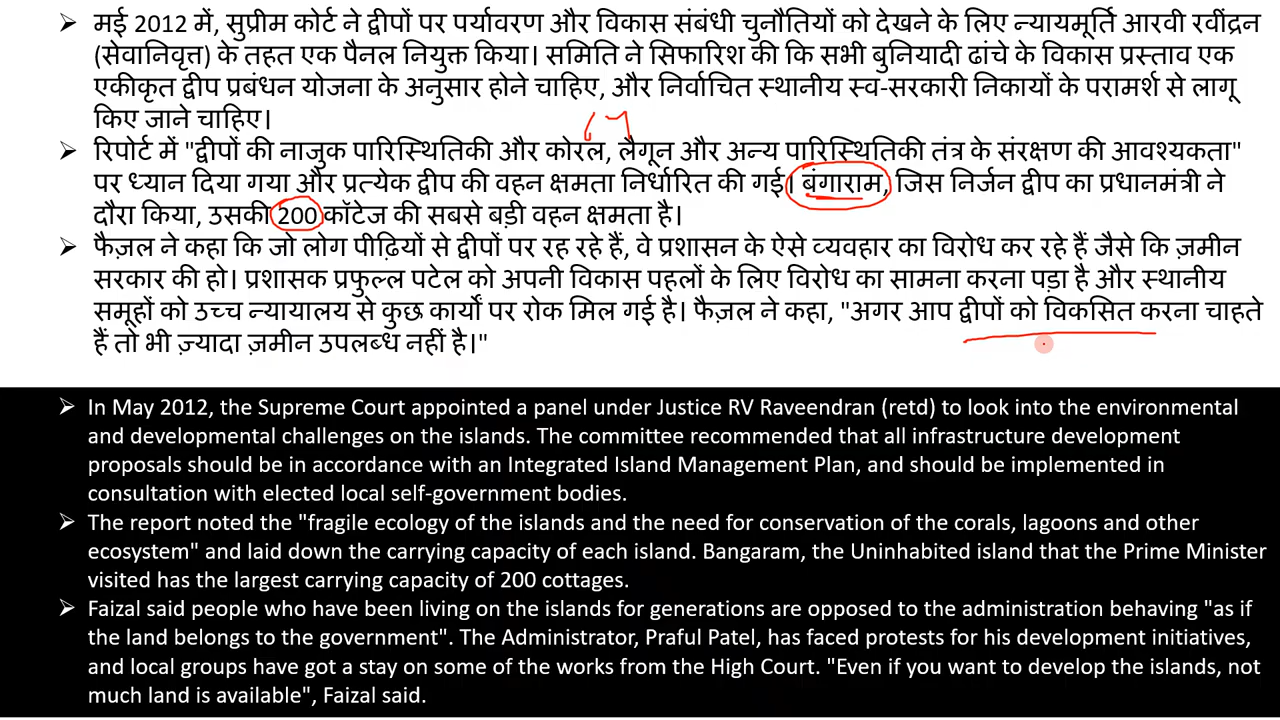 ➢ मई 2012 में, सुप्रीम कोर्ट ने द्वीपों पर पर्यावरण और विकास संबंधी चुनौतियों को देखने के लिए न्यायमूर्ति आरवी रवींद्रन
(सेवानिवृत्त) के तहत एक पैनल नियुक्त किया। समिति ने सिफारिश की कि सभी बुनियादी ढांचे के विकास प्रस्ताव एक
एकीकृत द्वीप प्रबंधन योजना के अनुसार होने चाहिए, और निर्वाचित स्थानीय स्व-सरकारी निकायों के परामर्श से लागू
किए जाने चाहिए।
➢ रिपोर्ट में "द्वीपों की नाजुक पारिस्थितिकी और कोरल, लैगून और अन्य पारिस्थितिकी तंत्र के संरक्षण की आवश्यकता"
पर ध्यान दिया गया और प्रत्येक द्वीप की वहन क्षमता निर्धारित की गई। बंगाराम, जिस निर्जन द्वीप का प्रधानमंत्री ने
दौरा किया, उसकी 200 कॉटेज की सबसे बड़ी वहन क्षमता है।
➢ फैज़ल ने कहा कि जो लोग पीढ़ियों से द्वीपों पर रह रहे हैं, वे प्रशासन के ऐसे व्यवहार का विरोध कर रहे हैं जैसे कि ज़मीन
सरकार की हो। प्रशासक प्रफुल्ल पटेल को अपनी विकास पहलों के लिए विरोध का सामना करना पड़ा है और स्थानीय
समूहों को उच्च न्यायालय से कुछ कार्यों पर रोक मिल गई है। फैज़ल ने कहा, "अगर आप द्वीपों को विकसित करना चाहते
हैं तो भी ज़्यादा ज़मीन उपलब्ध नहीं है।"
➢ In May 2012, the Supreme Court appointed a panel under Justice RV Raveendran (retd) to look into the environmental
and developmental challenges on the islands. The committee recommended that all infrastructure development
proposals should be in accordance with an Integrated Island Management Plan, and should be implemented in
consultation with elected local self-government bodies.
➢ The report noted the "fragile ecology of the islands and the need for conservation of the corals, lagoons and other
ecosystem" and laid down the carrying capacity of each island. Bangaram, the Uninhabited island that the Prime Minister
visited has the largest carrying capacity of 200 cottages.
➢ Faizal said people who have been living on the islands for generations are opposed to the administration behaving "as if
the land belongs to the government". The Administrator, Praful Patel, has faced protests for his development initiatives,
and local groups have got a stay on some of the works from the High Court. "Even if you want to develop the islands, not
much land is available", Faizal said.